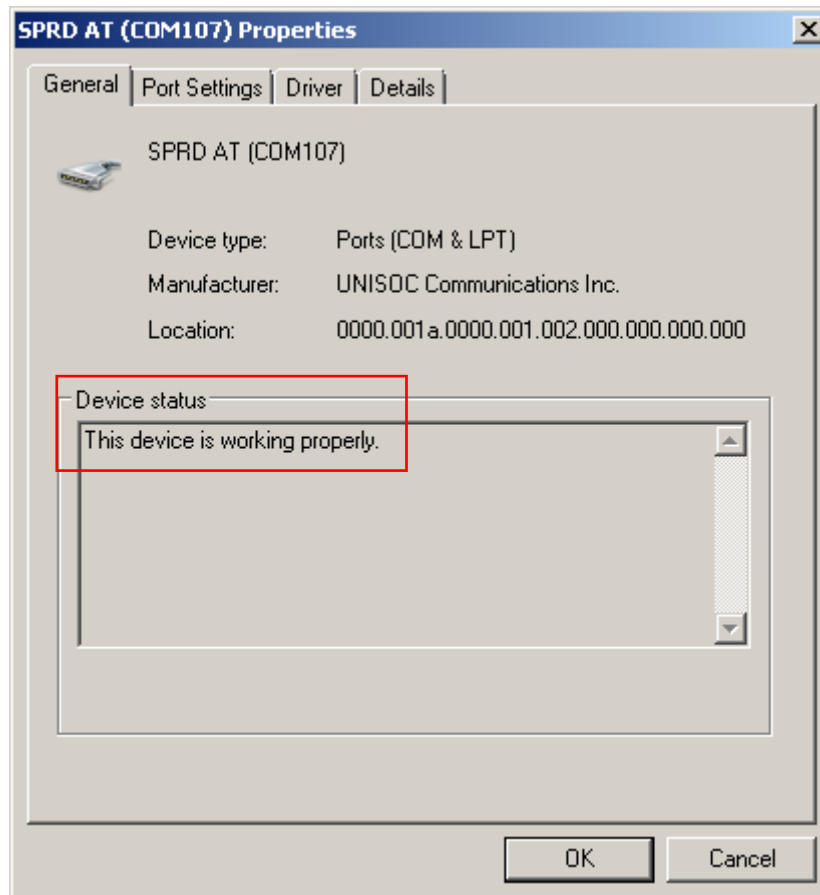 SPRD AT (COM107) Properties
General Port Settings Driver Details
SPRD AT (COM107)
Device type: Ports (COM & LPT)
Manufacturer: UNISOC Communications Inc.
Location: 0000.001a.0000.001.002.000.000.000.000
Device status
This device is working properly.
OK Cancel